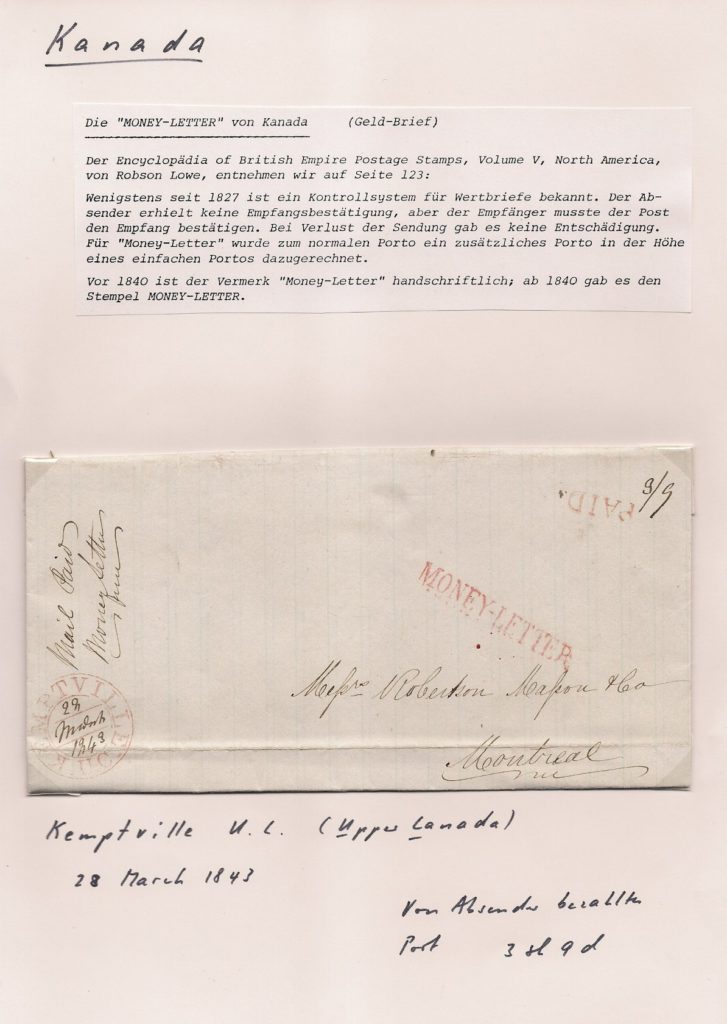 Kanada
Die "MONEY-LETTER" von Kanada (Geld-Brief)
Der Encyclopädia of British Empire Postage Stamps, Volume V, North America,
von Robson Lowe, entnehmen wir auf Seite 123:
Wenigstens seit 1827 ist ein Kontrollsystem für Wertbriefe bekannt. Der Ab-
sender erhielt keine Empfangsbestätigung, aber der Empfänger musste der Post
den Empfang bestätigen. Bei Verlust der Sendung gab es keine Entschädigung.
Für "Money-Letter" wurde zum normalen Porto ein zusätzliches Porto in der Höhe
eines einfachen Portos dazugerechnet.
Vor 1840 ist der Vermerk "Money-Letter" handschriftlich; ab 1840 gab es den
Stempel MONEY-LETTER.
3/9
PAID.
Mail Paid
Money Letter
MONEY-LETTER
Messrs Robertson Masson & Co
Montreal
KEMPTVILLE UC
28
March
1843
Kemptville U.C. (Upper Canada)
28 March 1843
Von Absender bezahlter
Port 3 sh 9 d